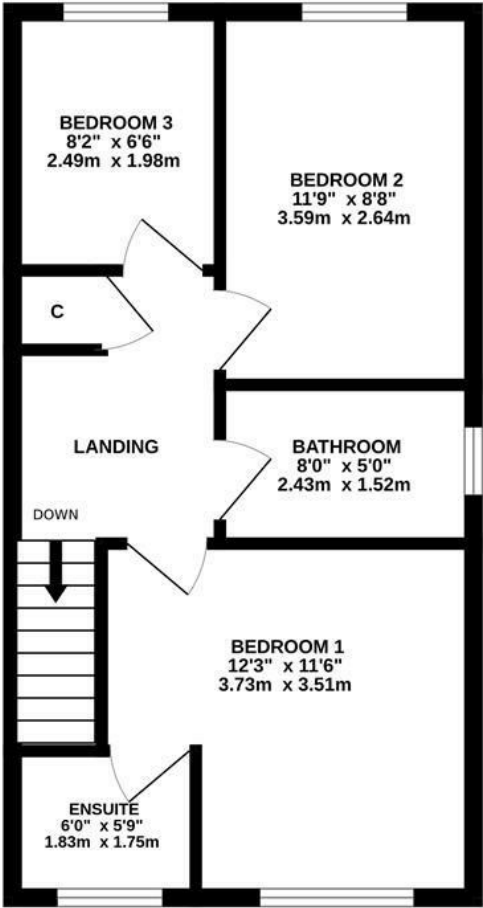 BEDROOM 3
8'2" x 6'6"
2.49m x 1.98m
BEDROOM 2
11'9" x 8'8"
3.59m x 2.64m
C
LANDING
BATHROOM
8'0" x 5'0"
2.43m x 1.52m
DOWN
BEDROOM 1
12'3" x 11'6"
3.73m x 3.51m
ENSUITE
6'0" x 5'9"
1.83m x 1.75m